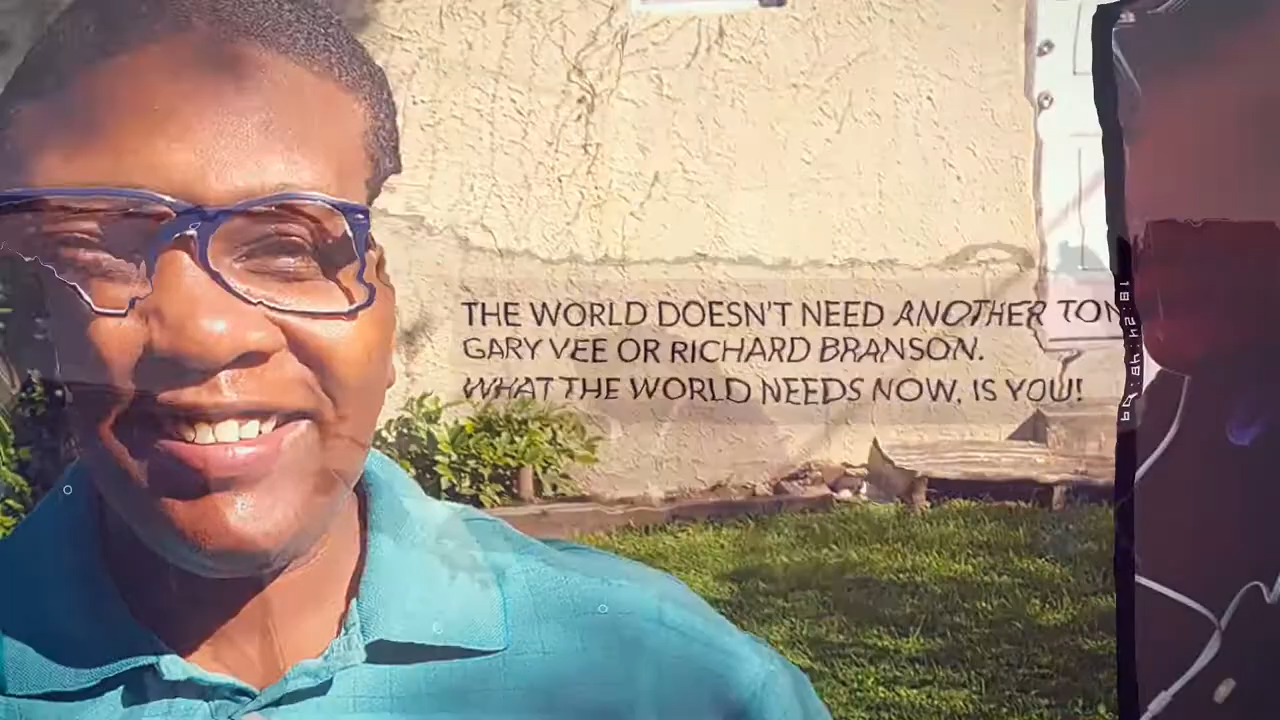 THE WORLD DOESN'T NEED ANOTHER
GARY VEE OR RICHARD BRANSON.
WHAT THE WORLD NEEDS NOW, IS YOU!